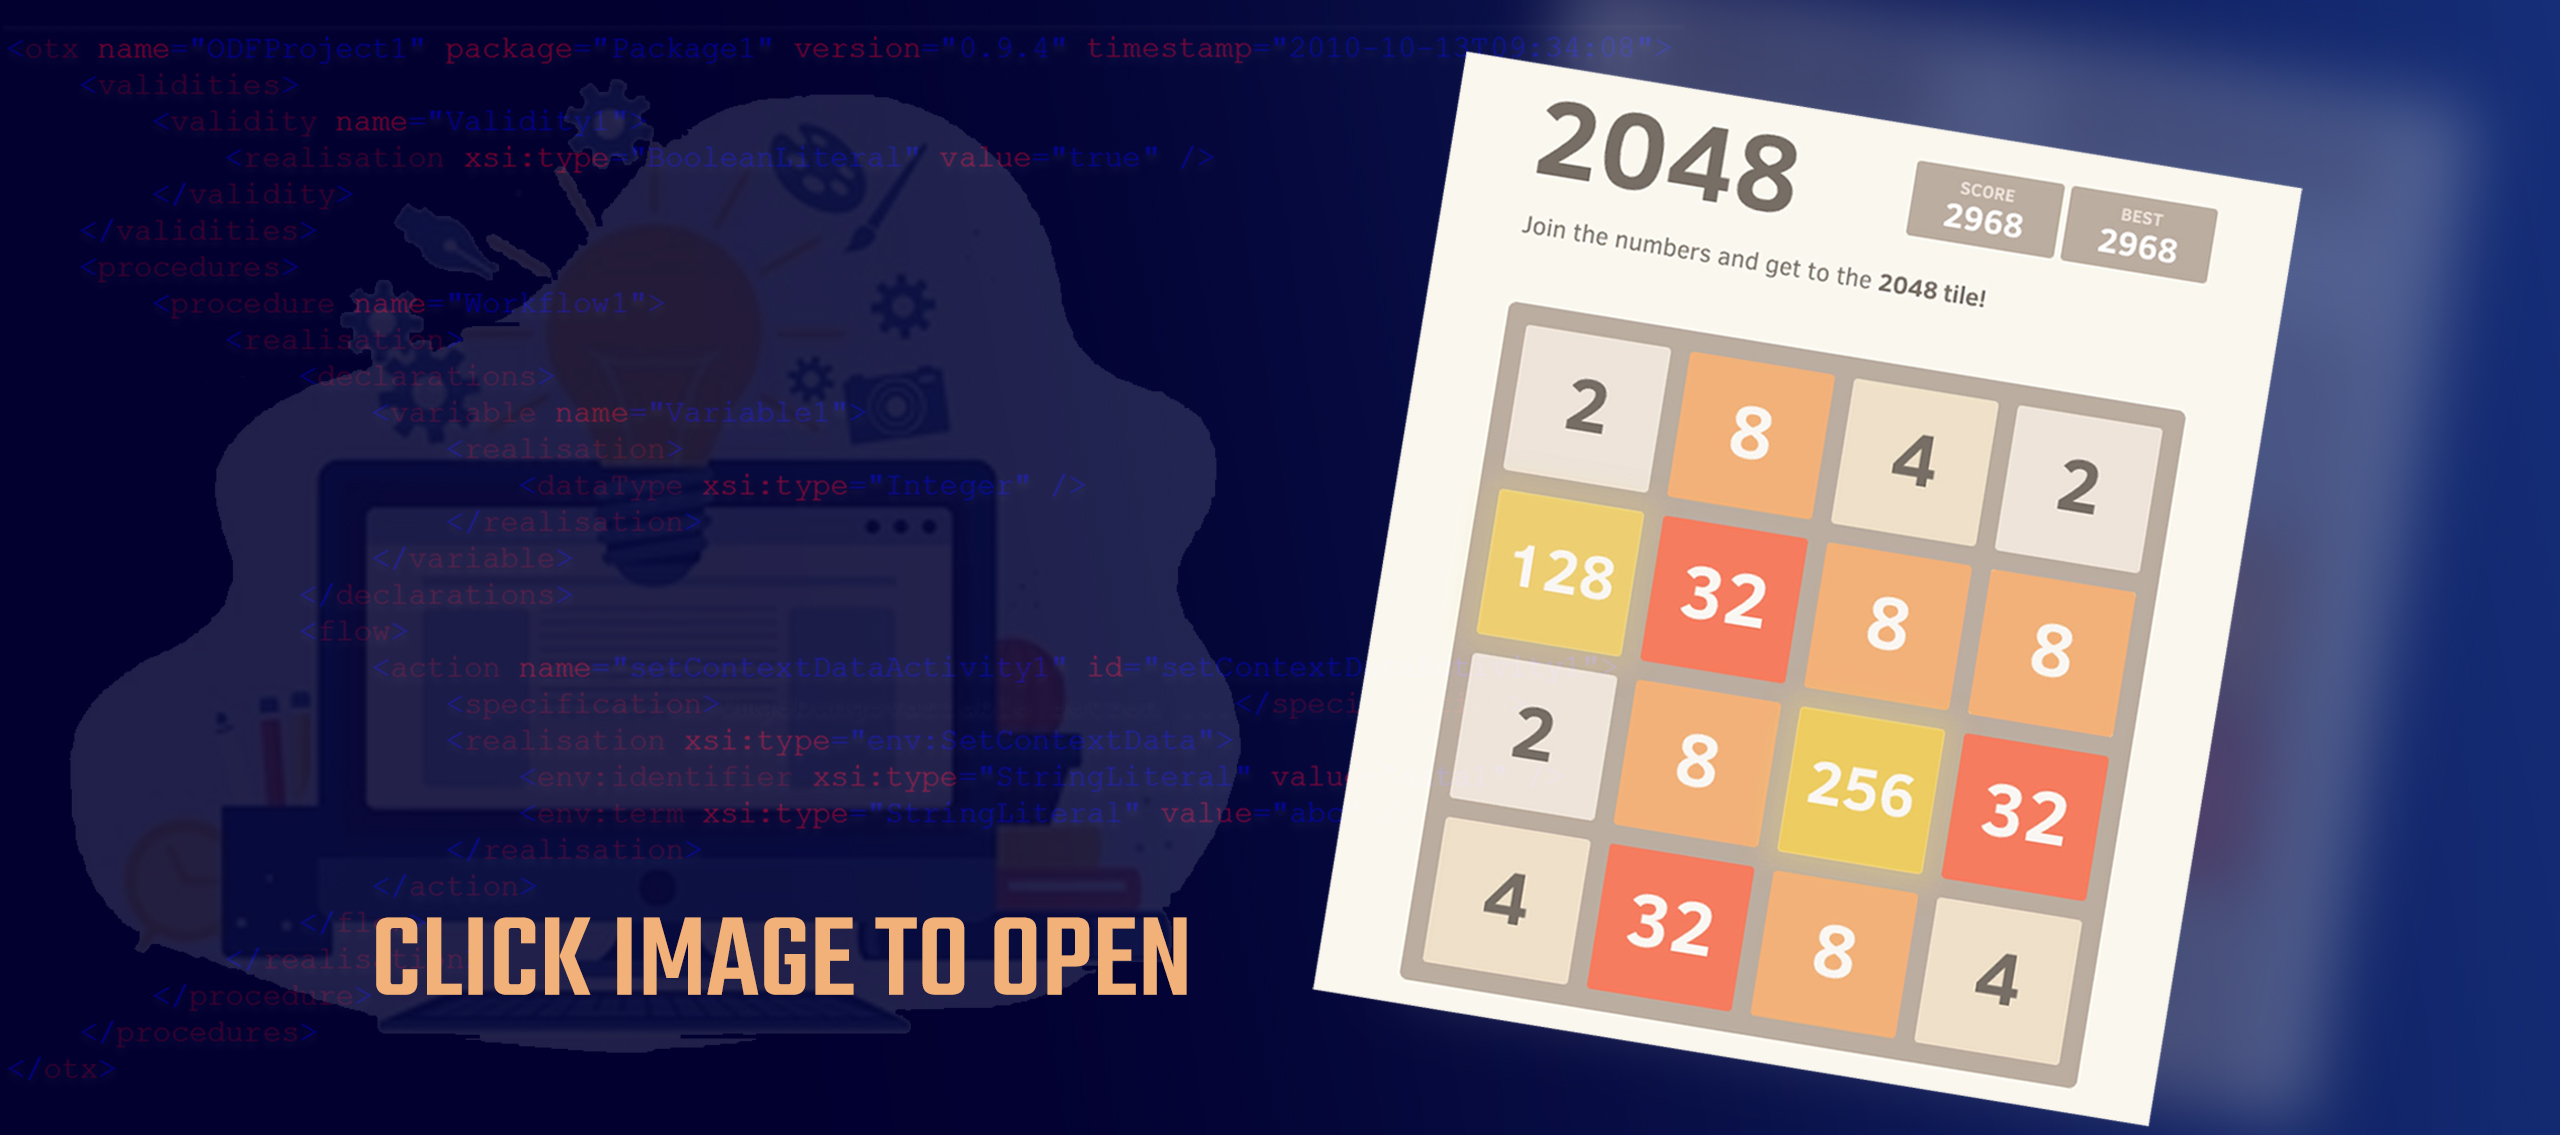 <otx name="ODFProject1" package="Package1" version="0.9.4" timestamp="2010-10-13T09:34:08">
<validities>
<validity name="Validity1">
<realisation xsi:type="BooleanLiteral" value="true" />
</validity>
</validities>
<procedures>
<procedure name="Workflow1">
<realisation>
<declarations>
<variable name="Variable1">
<realisation>
<dataType xsi:type="Integer" />
</realisation>
</variable>
</declarations>
<flow>
<action name="setContextDataActivity1" id=
<specification>
<realisation xsi:type="env:SetContextData">
<env:identifier xsi:type="StringLiteral"
<env:term xsi:type="StringLiteral"
</realisation>
</action>
</realisation>
</procedure>
</procedures>
</otx>
CLICK IMAGE TO OPEN
2048
SCORE BEST
2968 2968
Join the numbers and get to the 2048 tile!
2 8 4 2
128 32 8 8
2 8 256 32
4 32 8 4